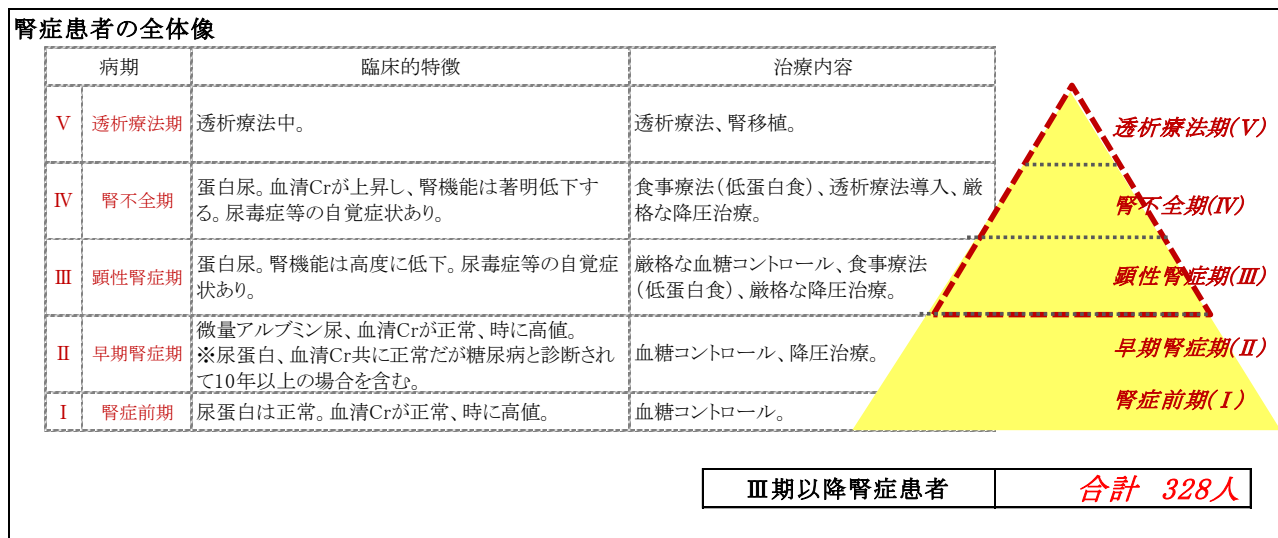 腎症患者の全体像
病期 臨床的特徴 治療内容
Ⅴ 透析療法期 透析療法中。 透析療法、腎移植。
Ⅳ 腎不全期 蛋白尿。血清Crが上昇し、腎機能は著明低下す
る。尿毒症等の自覚症状あり。
食事療法(低蛋白食)、透析療法導入、厳
格な降圧治療。
Ⅲ 顕性腎症期 蛋白尿。腎機能は高度に低下。尿毒症等の自覚症
状あり。
厳格な血糖コントロール、食事療法
(低蛋白食)、厳格な降圧治療。
Ⅱ 早期腎症期 微量アルブミン尿、血清Crが正常、時に高値。
※尿蛋白、血清Cr共に正常だが糖尿病と診断され
て10年以上の場合を含む。
血糖コントロール、降圧治療。
Ⅰ 腎症前期 尿蛋白は正常。血清Crが正常、時に高値。 血糖コントロール。
透析療法期(Ⅴ)
腎不全期(Ⅳ)
顕性腎症期(Ⅲ)
早期腎症期(Ⅱ)
腎症前期(Ⅰ)
Ⅲ期以降腎症患者 合計 328人